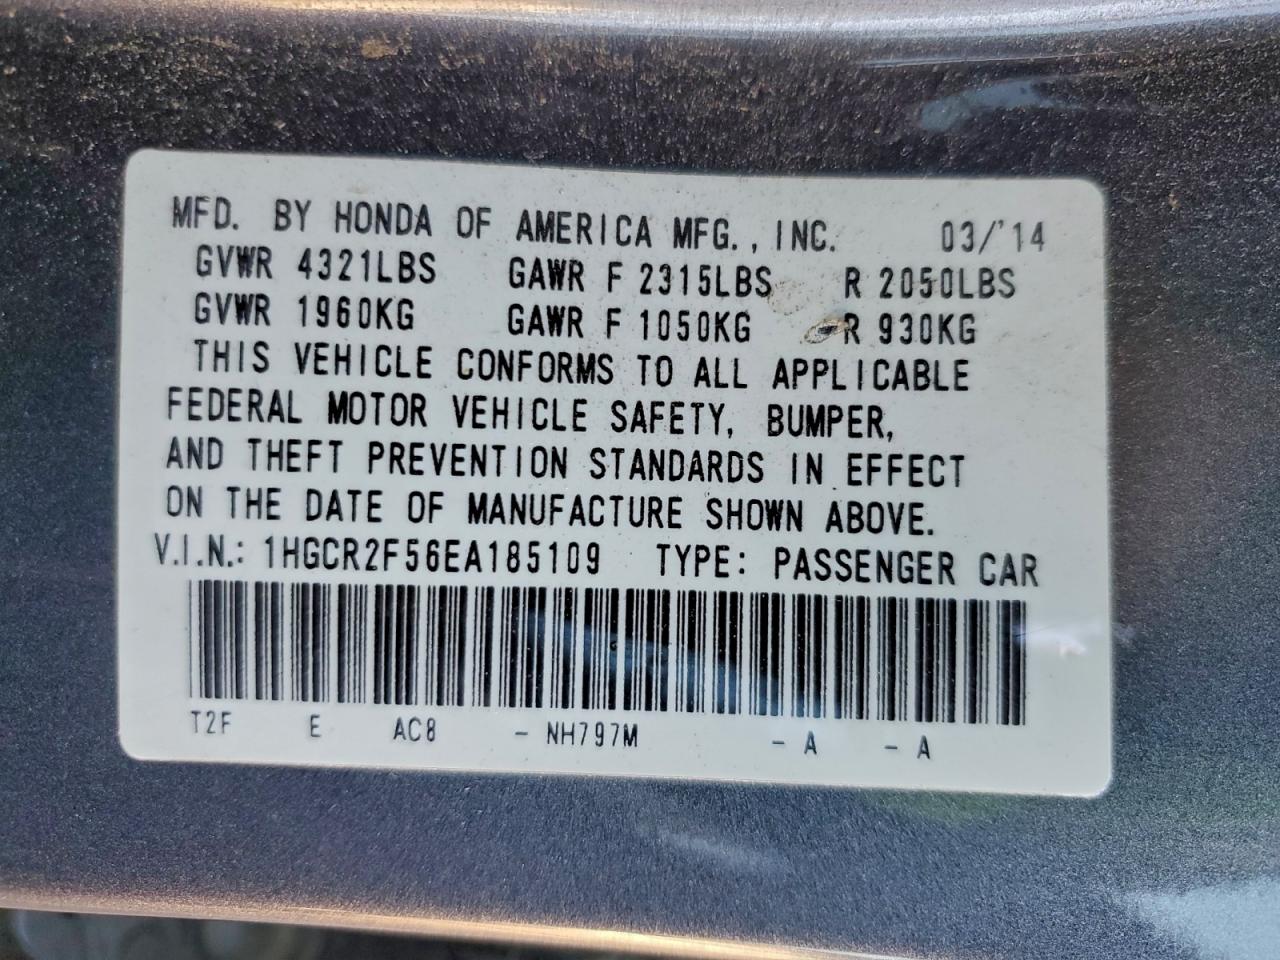 MFD. BY HONDA OF AMERICA MFG., INC. 03/'14
GVWR 4321LBS GAWR F 2315LBS R 2050LBS
GVWR 1960KG GAWR F 1050KG R 930KG
THIS VEHICLE CONFORMS TO ALL APPLICABLE
FEDERAL MOTOR VEHICLE SAFETY, BUMPER,
AND THEFT PREVENTION STANDARDS IN EFFECT
ON THE DATE OF MANUFACTURE SHOWN ABOVE.
V.I.N.: 1HGCR2F56EA185109 TYPE: PASSENGER CAR
T2F E AC8 - NH797M - A - A